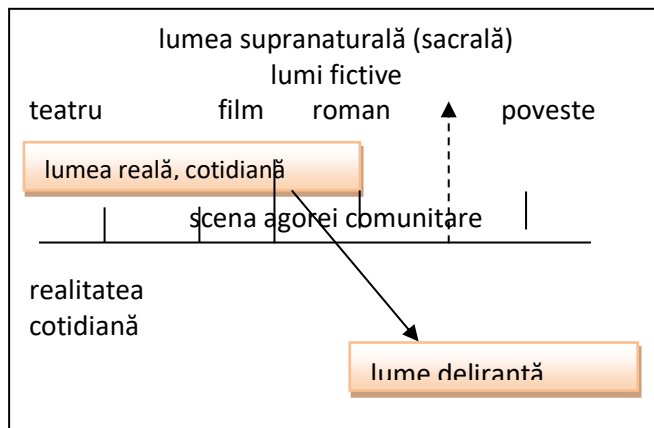 lumea supranaturală (sacrală)
lumi fictive
teatru film roman poveste
lumea reală, cotidiană
scena agorei comunitare
realitatea
cotidiană
lume delirantă